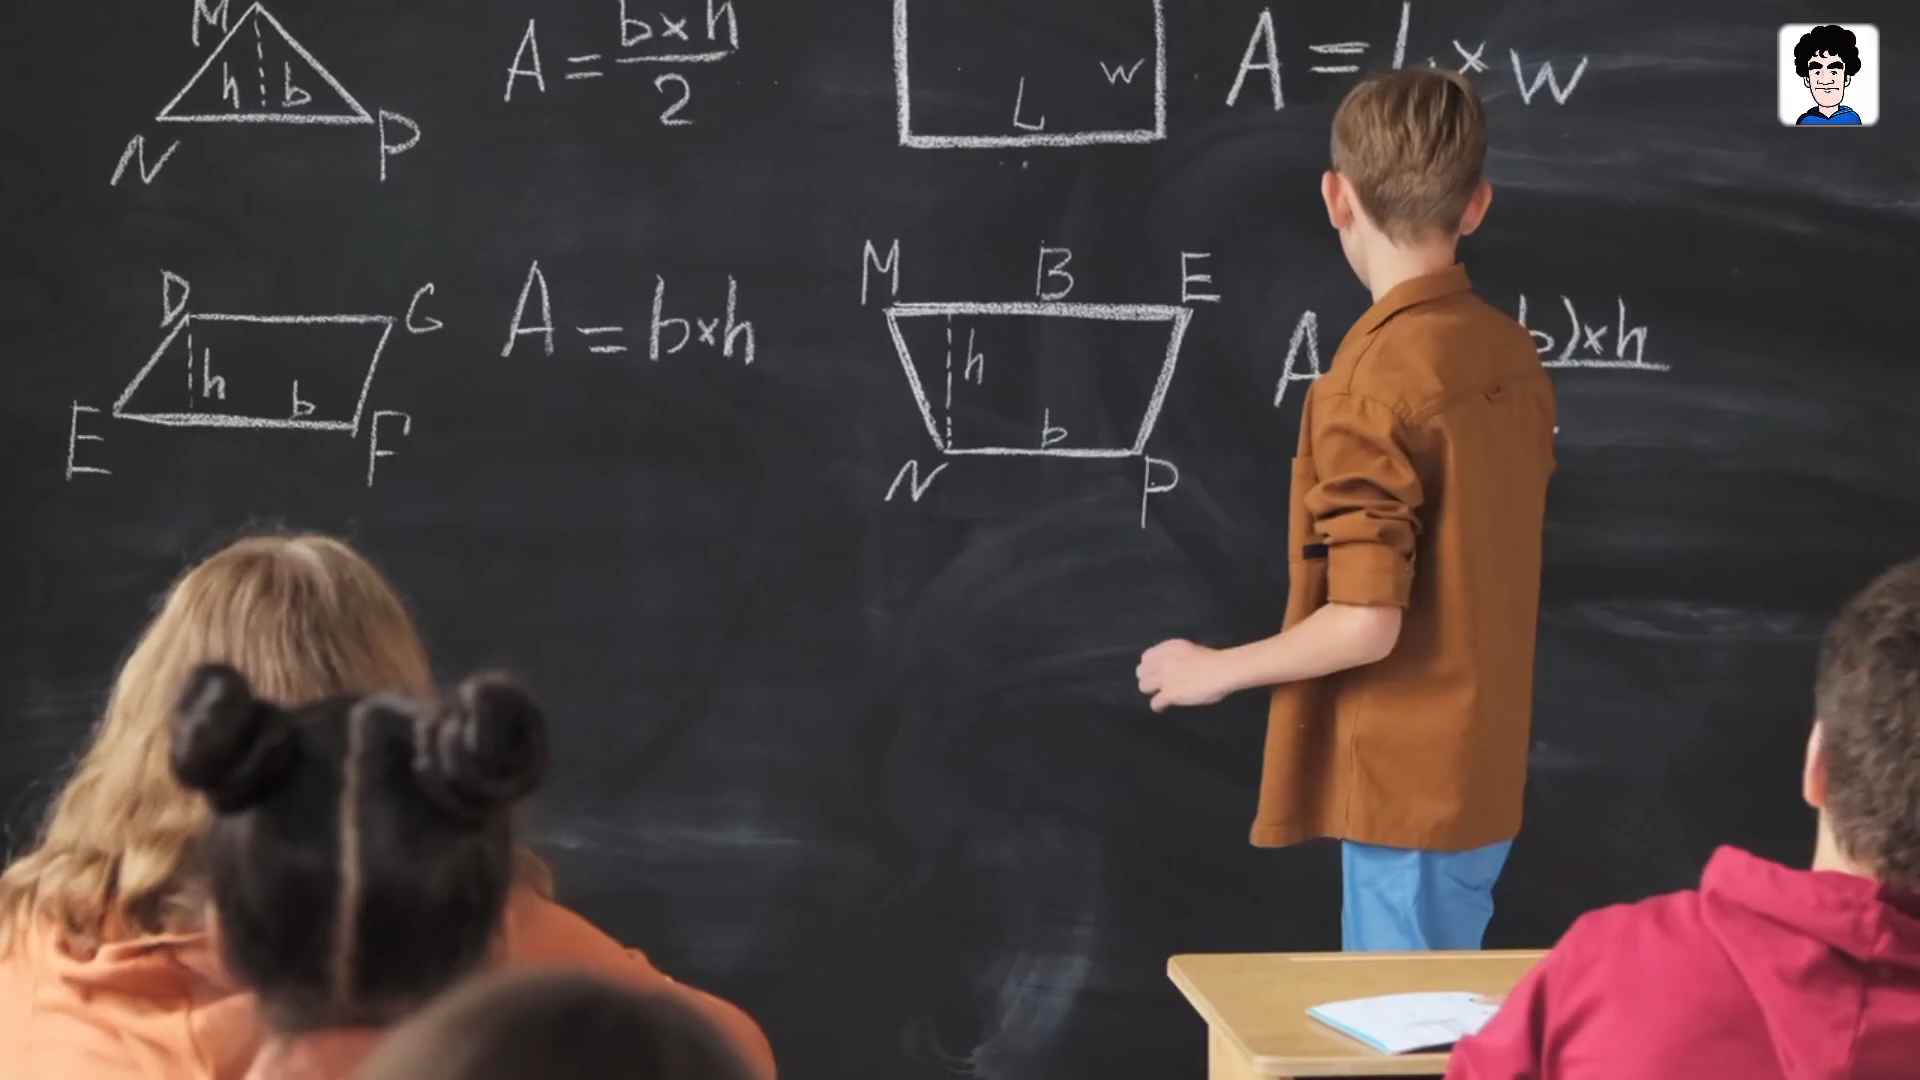 M
h b
N P
A = b×h
2
L w
A = L × w
D G
h b
E F
A = b×h
M B E
h
b
N P
A b)×h